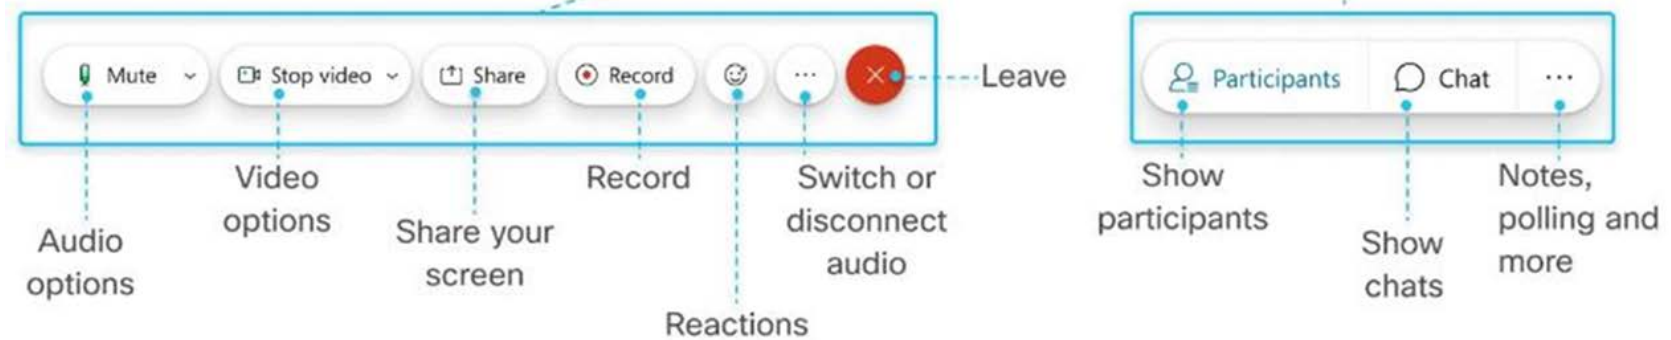 Mute
Stop video
Share
Record
Leave
Participants
Chat
Audio
options
Video
options
Share your
screen
Record
Reactions
Switch or
disconnect
audio
Show
participants
Show
chats
Notes,
polling and
more